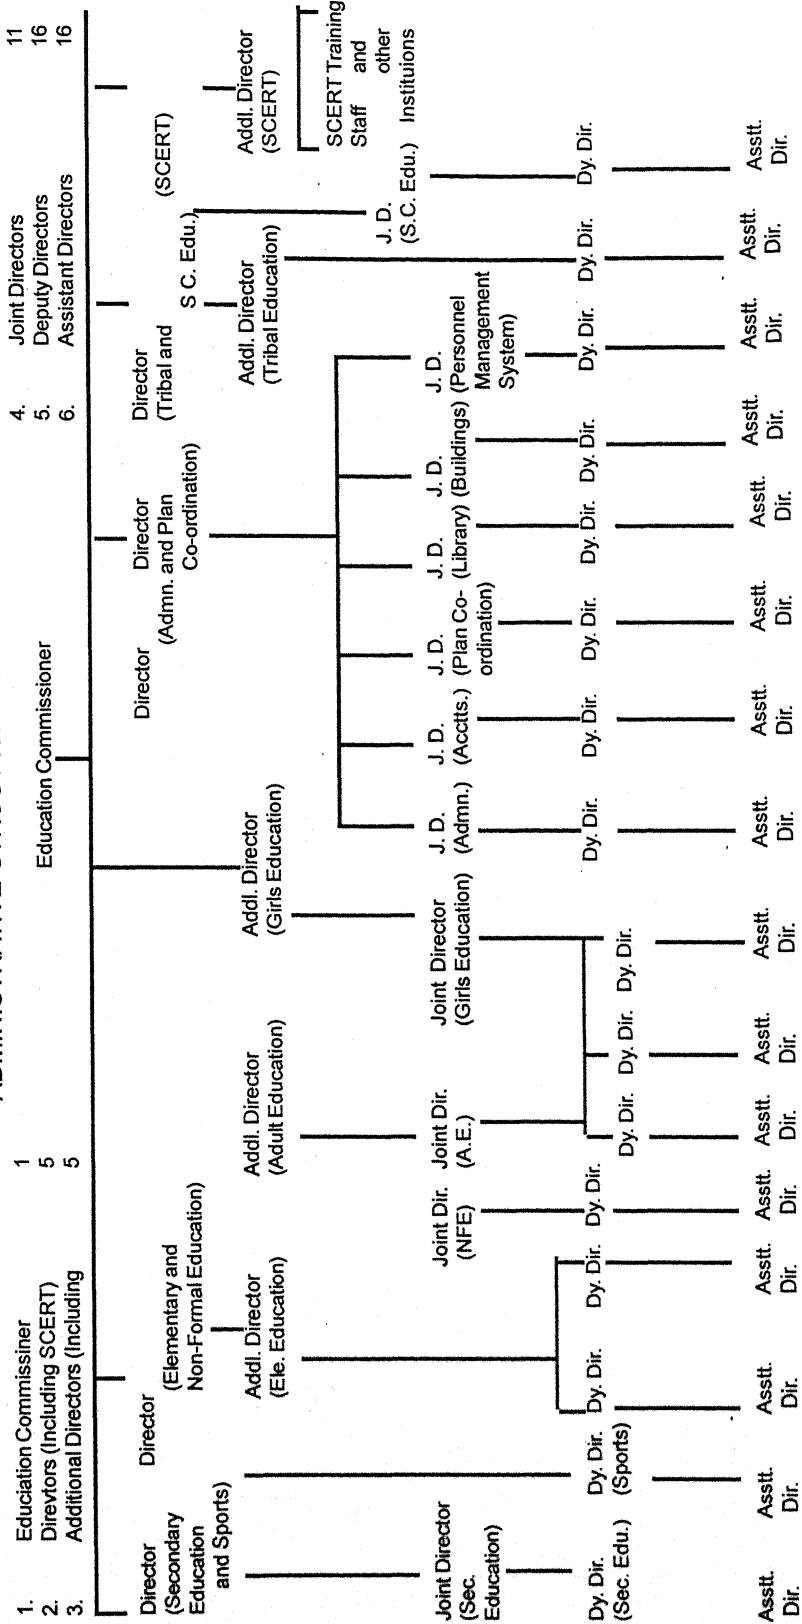 1. Educiation Commissiner 1
2. Direvtors (Including SCERT) 5
3. Additional Directors (Including 5
4. Joint Directors 11
5. Deputy Directors 16
6. Assistant Directors 16
Education Commissioner
Director
(Secondary
Education
and Sports)
Director
(Elementary and
Non-Formal Education)
Director
Director
(Admn. and Plan
Co-ordination)
Director
(Tribal and
S C. Edu.)
(SCERT)
Addl. Director
(Ele. Education)
Addl. Director
(Adult Education)
Addl. Director
(Girls Education)
Addl. Director
(Tribal Education)
Addl. Director
(SCERT)
SCERT Training
Staff and
other
Instituions
Joint Director
(Sec.
Education)
Joint Dir.
(NFE)
Joint Dir.
(A.E.)
Joint Director
(Girls Education)
J. D.
(Admn.)
J. D.
(Acctts.)
J. D.
(Plan Co-
ordination)
J. D.
(Library)
J. D.
(Buildings)
J. D.
(Personnel
Management
System)
J. D.
(S.C. Edu.)
Dy. Dir.
(Sec. Edu.)
Dy. Dir.
(Sports)
Dy. Dir.
Dy. Dir.
Dy. Dir.
Dy. Dir.
Dy. Dir.
Dy. Dir.
Dy. Dir.
Dy. Dir.
Dy. Dir.
Dy. Dir.
Dy. Dir.
Dy. Dir.
Dy. Dir.
Dy. Dir.
Asstt.
Dir.
Asstt.
Dir.
Asstt.
Dir.
Asstt.
Dir.
Asstt.
Dir.
Asstt.
Dir.
Asstt.
Dir.
Asstt.
Dir.
Asstt.
Dir.
Asstt.
Dir.
Asstt.
Dir.
Asstt.
Dir.
Asstt.
Dir.
Asstt.
Dir.
Asstt.
Dir.
Asstt.
Dir.